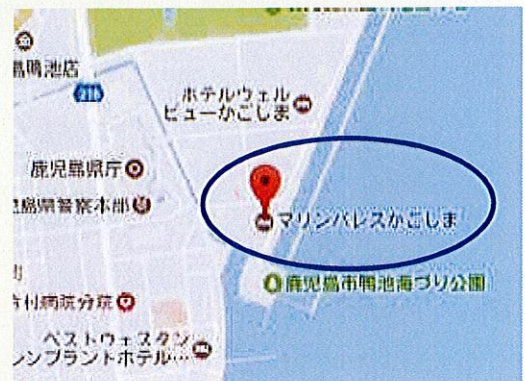 鴨池店
216
ホテルウェル
ビューかごしま
鹿児島県庁
島県警察本部
マリンパレスかごしま
鹿児島市鴨池海づり公園
村病院分院
ベストウェスタン
レンブラントホテル…